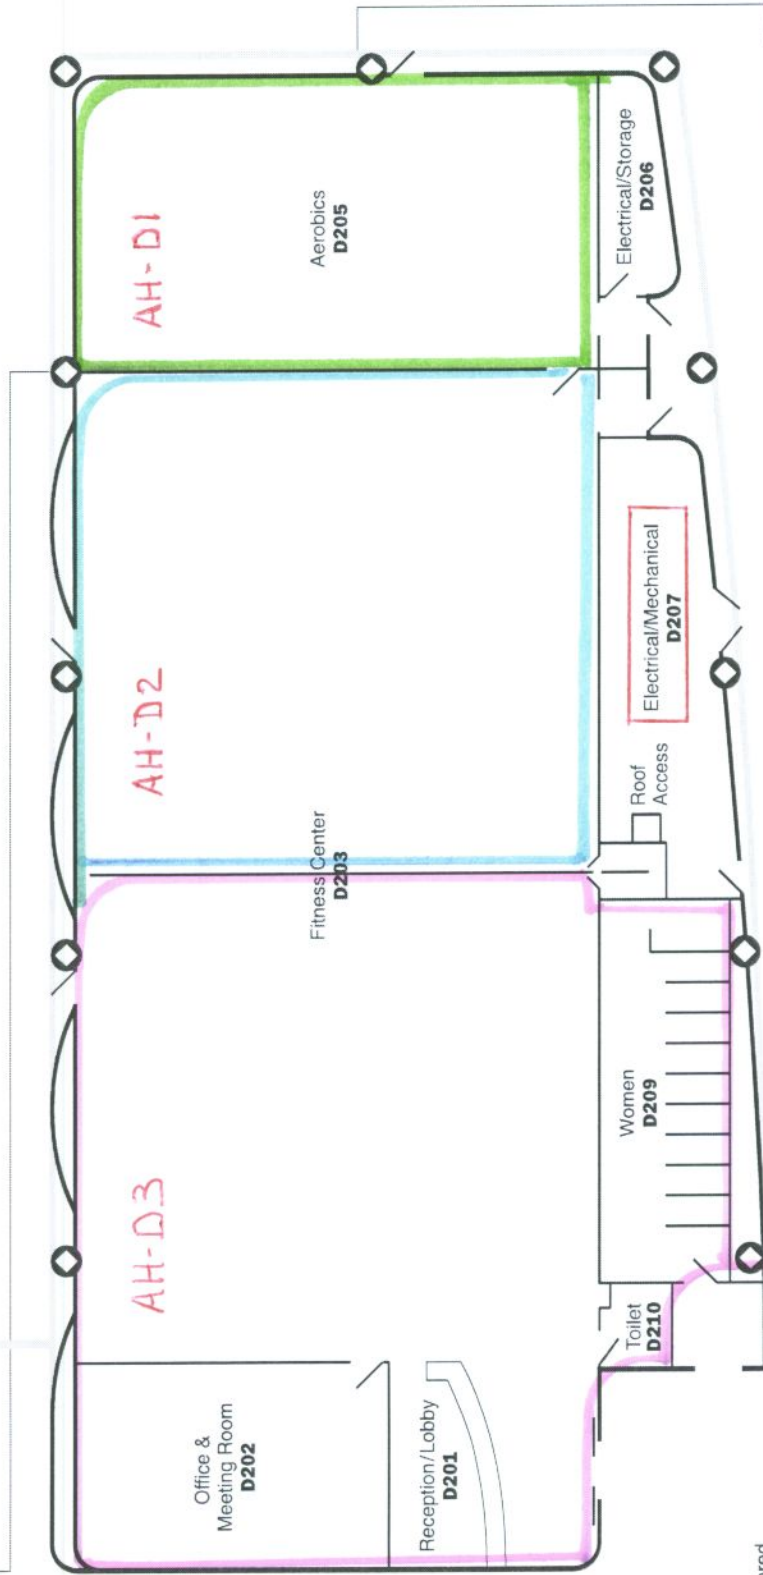 AH-D1
Aerobics
D205
Electrical/Storage
D206
AH-D2
Fitness Center
D203
Electrical/Mechanical
D207
Roof
Access
AH-D3
Women
D209
Toilet
D210
Office &
Meeting Room
D202
Reception/Lobby
D201